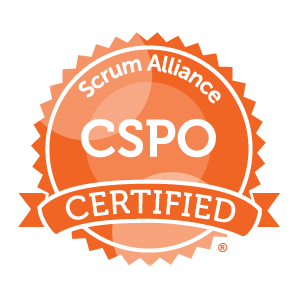 Scrum Alliance
CSPO
CERTIFIED
®